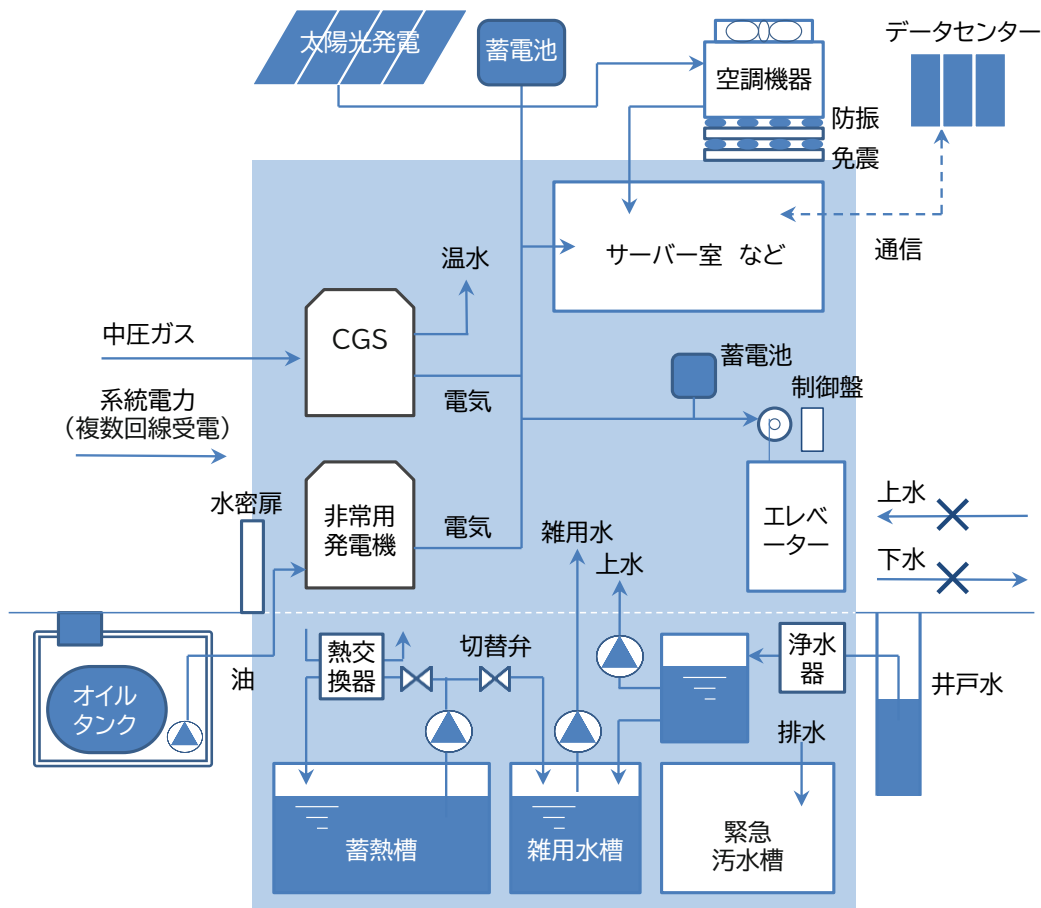 太陽光発電
蓄電池
データセンター
空調機器
防振
免震
サーバー室 など
通信
温水
中圧ガス
CGS
電気
系統電力
（複数回線受電）
蓄電池
制御盤
水密扉
非常用
発電機
電気
雑用水
上水
エレベ
ーター
上水
下水
オイル
タンク
油
熱交
換器
切替弁
浄水
器
井戸水
排水
蓄熱槽
雑用水槽
緊急
汚水槽